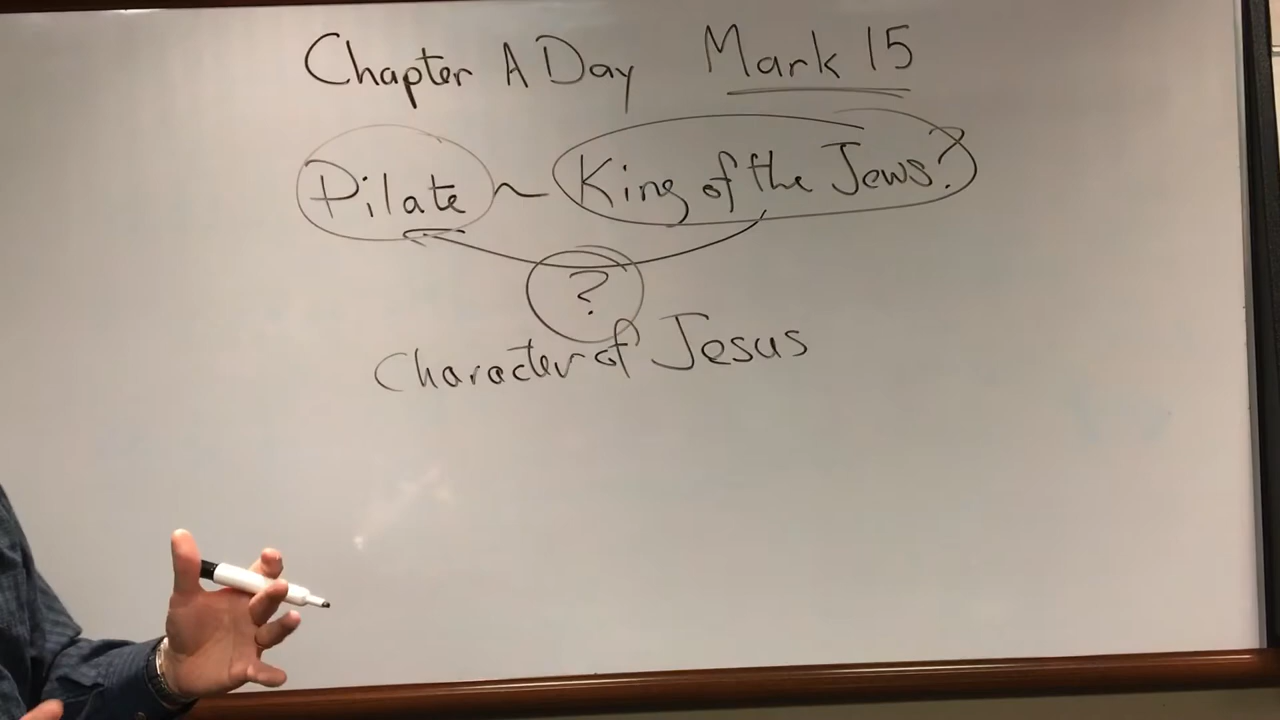 Chapter A Day Mark 15
Pilate ~ King of the Jews?
?
Character of Jesus